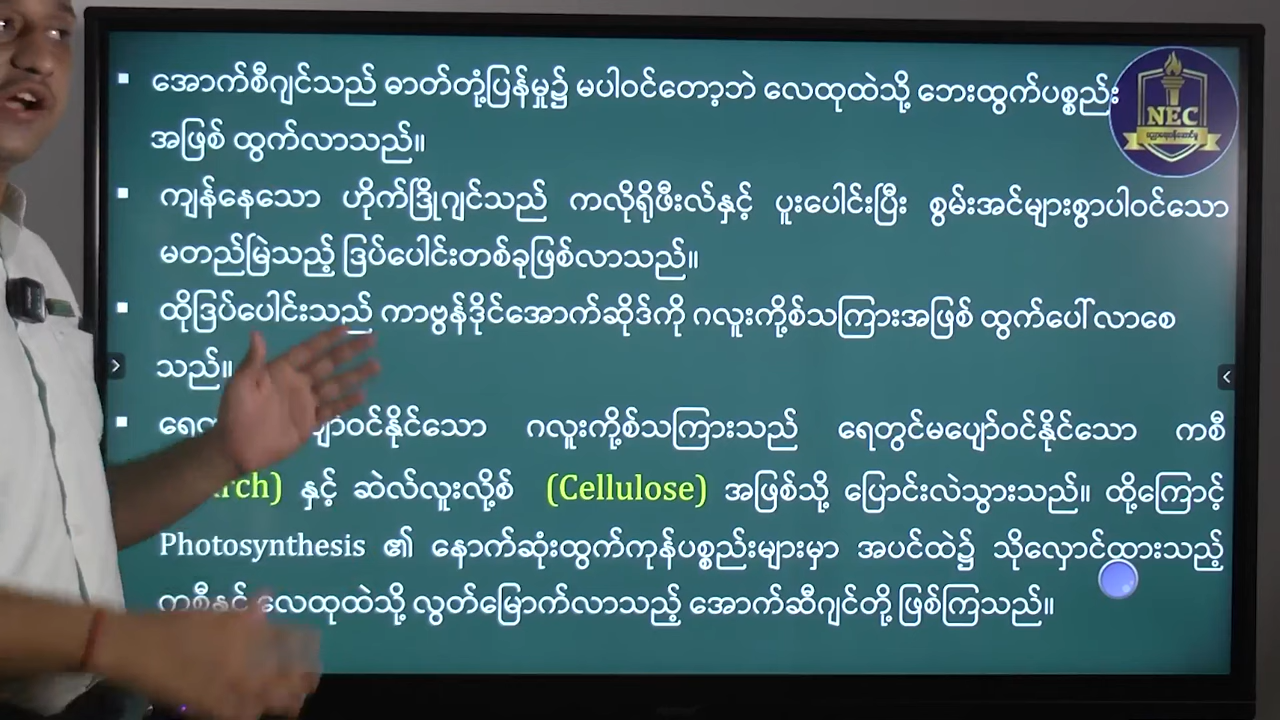 ▪ အောက်စီဂျင်သည် ဓာတ်တုံ့ပြန်မှု၌ မပါဝင်တော့ဘဲ လေထုထဲသို့ ဘေးထွက်ပစ္စည်း
အဖြစ် ထွက်လာသည်။
▪ ကျန်နေသော ဟိုက်ဒြိုဂျင်သည် ကလိုရိုဖီးလ်နှင့် ပူးပေါင်းပြီး စွမ်းအင်များစွာပါဝင်သော
မတည်မြဲသည့် ဒြပ်ပေါင်းတစ်ခုဖြစ်လာသည်။
▪ ထိုဒြပ်ပေါင်းသည် ကာဗွန်ဒိုင်အောက်ဆိုဒ်ကို ဂလူးကို့စ်သကြားအဖြစ် ထွက်ပေါ်လာစေ
သည်။
▪ ဂလူးကို့စ်သကြားသည် ရေတွင်မပျော်ဝင်နိုင်သော ကစီ
နှင့် ဆဲလ်လူးလို့စ် (Cellulose) အဖြစ်သို့ ပြောင်းလဲသွားသည်။ ထို့ကြောင့်
Photosynthesis ၏ နောက်ဆုံးထွက်ကုန်ပစ္စည်းများမှာ အပင်ထဲ၌ သိုလှောင်ထားသည့်
ကစီနှင့် လေထုထဲသို့ လွတ်မြောက်လာသည့် အောက်ဆီဂျင်တို့ ဖြစ်ကြသည်။
NEC